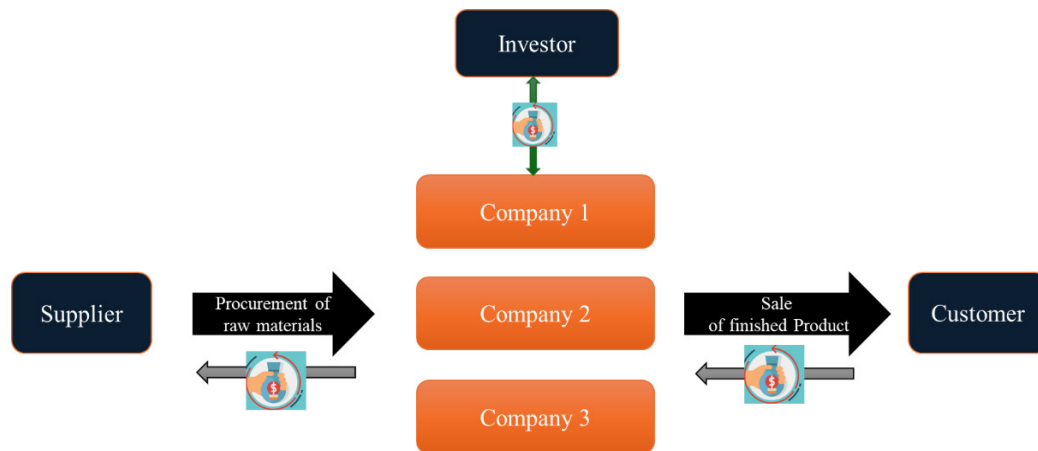 Investor
Company 1
Supplier
Procurement of
raw materials
Company 2
Sale
of finished Product
Customer
Company 3